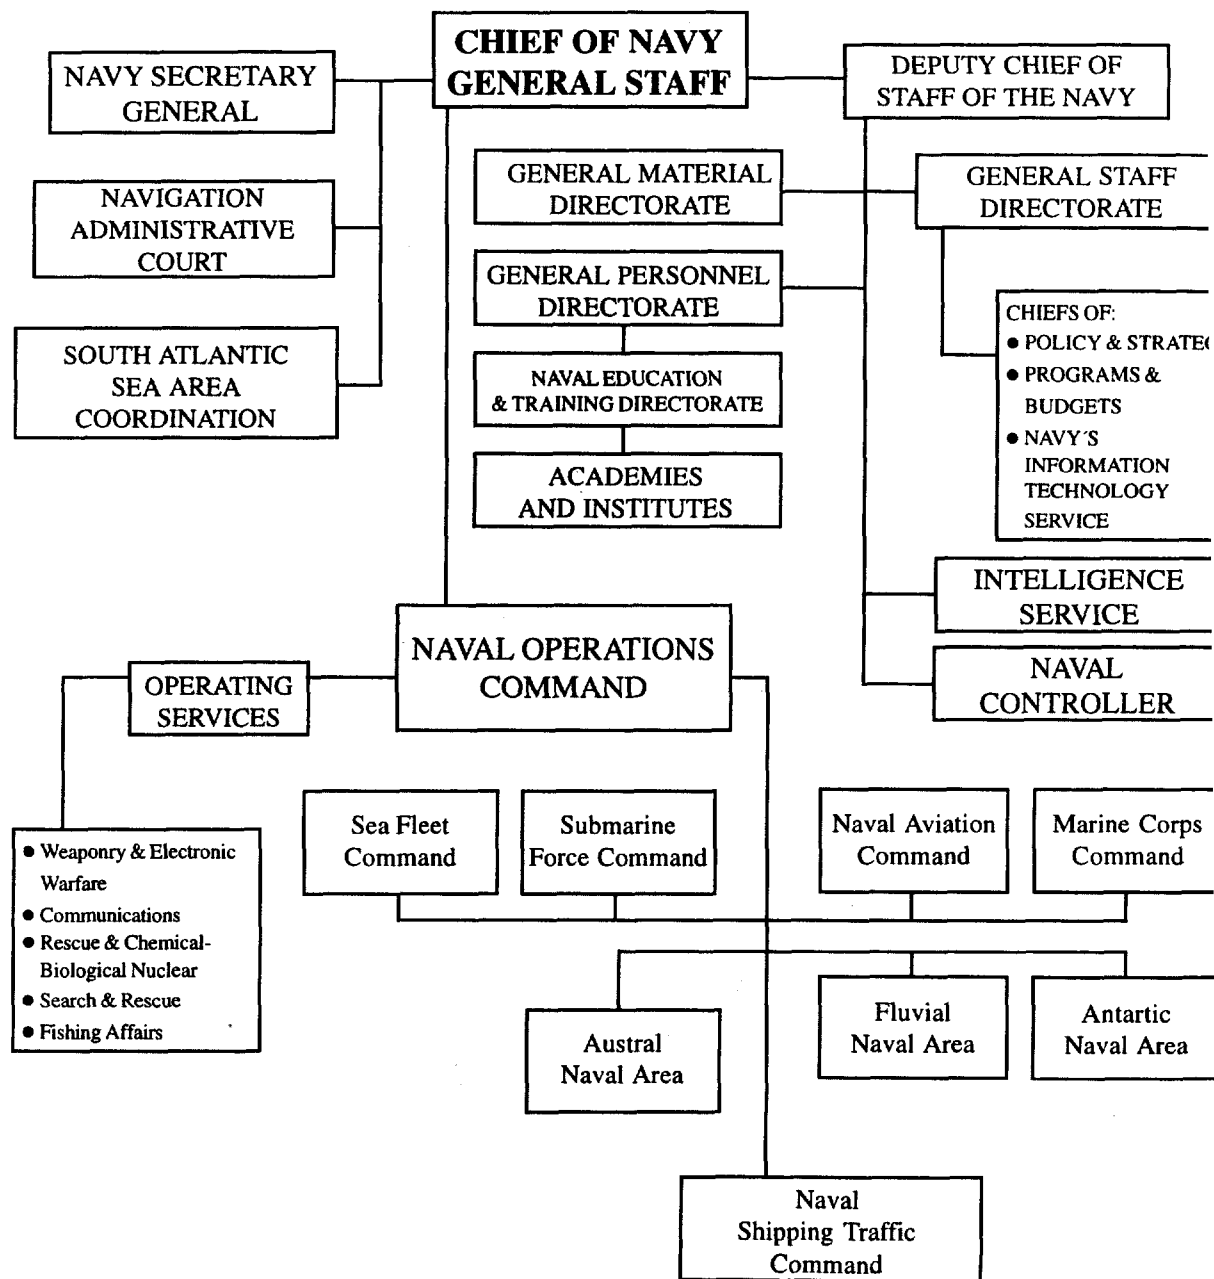 CHIEF OF NAVY
GENERAL STAFF
NAVY SECRETARY
GENERAL
DEPUTY CHIEF OF
STAFF OF THE NAVY
NAVIGATION
ADMINISTRATIVE
COURT
GENERAL MATERIAL
DIRECTORATE
GENERAL STAFF
DIRECTORATE
GENERAL PERSONNEL
DIRECTORATE
SOUTH ATLANTIC
SEA AREA
COORDINATION
NAVAL EDUCATION
& TRAINING DIRECTORATE
ACADEMIES
AND INSTITUTES
CHIEFS OF:
● POLICY &
● PROGRAMS &
BUDGETS
● NAVY´S
INFORMATION
TECHNOLOGY
SERVICE
INTELLIGENCE
SERVICE
NAVAL
CONTROLLER
NAVAL OPERATIONS
COMMAND
OPERATING
SERVICES
● Weaponry & Electronic
Warfare
● Communications
● Rescue & Chemical-
Biological Nuclear
● Search & Rescue
● Fishing Affairs
Sea Fleet
Command
Submarine
Force Command
Naval Aviation
Command
Marine Corps
Command
Austral
Naval Area
Fluvial
Naval Area
Antartic
Naval Area
Naval
Shipping Traffic
Command